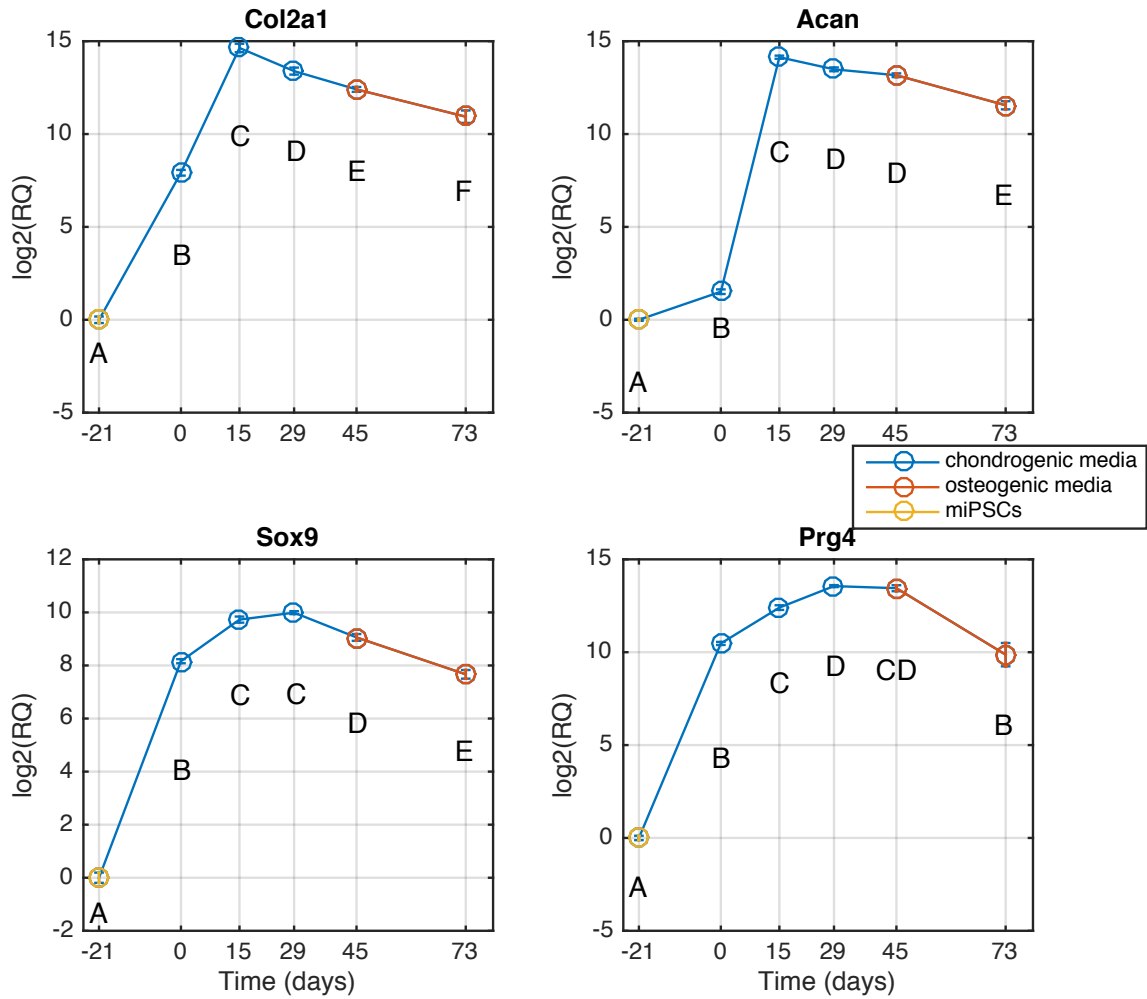 Col2a1
15
10
5
0
-5
log2(RQ)
A
B
C
D
E
F
-21 0 15 29 45 73
Acan
15
10
5
0
-5
log2(RQ)
A
B
C
D
D
E
-21 0 15 29 45 73
chondrogenic media
osteogenic media
miPSCs
Sox9
12
10
8
6
4
2
0
-2
log2(RQ)
A
B
C
C
D
E
-21 0 15 29 45 73
Time (days)
Prg4
15
10
5
0
-5
log2(RQ)
A
B
C
D
CD
B
-21 0 15 29 45 73
Time (days)